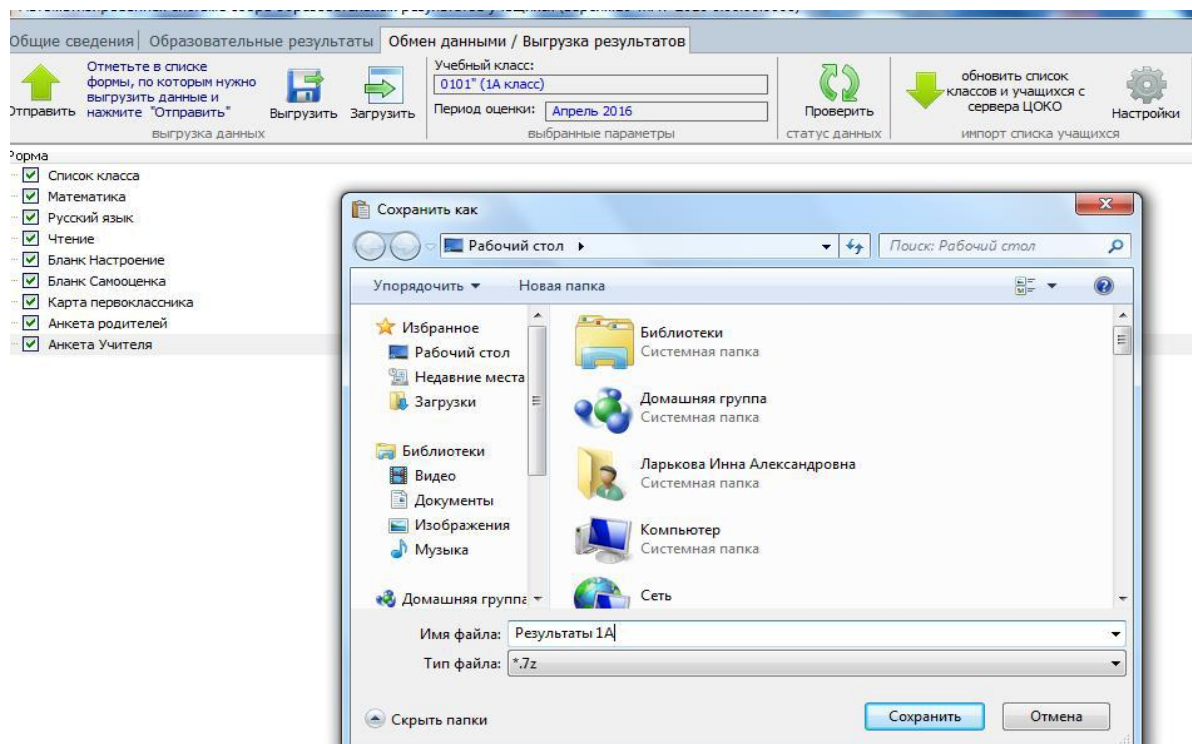 Общие сведения Образовательные результаты Обмен данными / Выгрузка результатов
Отметьте в списке
формы, по которым нужно
выгрузить данные и
нажмите "Отправить"
Отправить
Выгрузить
Загрузить
выгрузка данных
Учебный класс:
0101" (1А класс)
Период оценки: Апрель 2016
выбранные параметры
Проверить
статус данных
обновить список
классов и учащихся с
сервера ЦОКО
Настройки
импорт списка учащихся
Форма
Список класса
Математика
Русский язык
Чтение
Бланк Настроение
Бланк Самооценка
Карта первоклассника
Анкета родителей
Анкета Учителя
Сохранить как
Рабочий стол
Поиск: Рабочий стол
Упорядочить Новая папка
Избранное
Рабочий стол
Недавние места
Загрузки
Библиотеки
Видео
Документы
Изображения
Музыка
Домашняя группа
Библиотеки
Системная папка
Домашняя группа
Системная папка
Ларькова Инна Александровна
Системная папка
Компьютер
Системная папка
Сеть
Имя файла: Результаты 1А
Тип файла: *.7z
Скрыть папки
Сохранить
Отмена